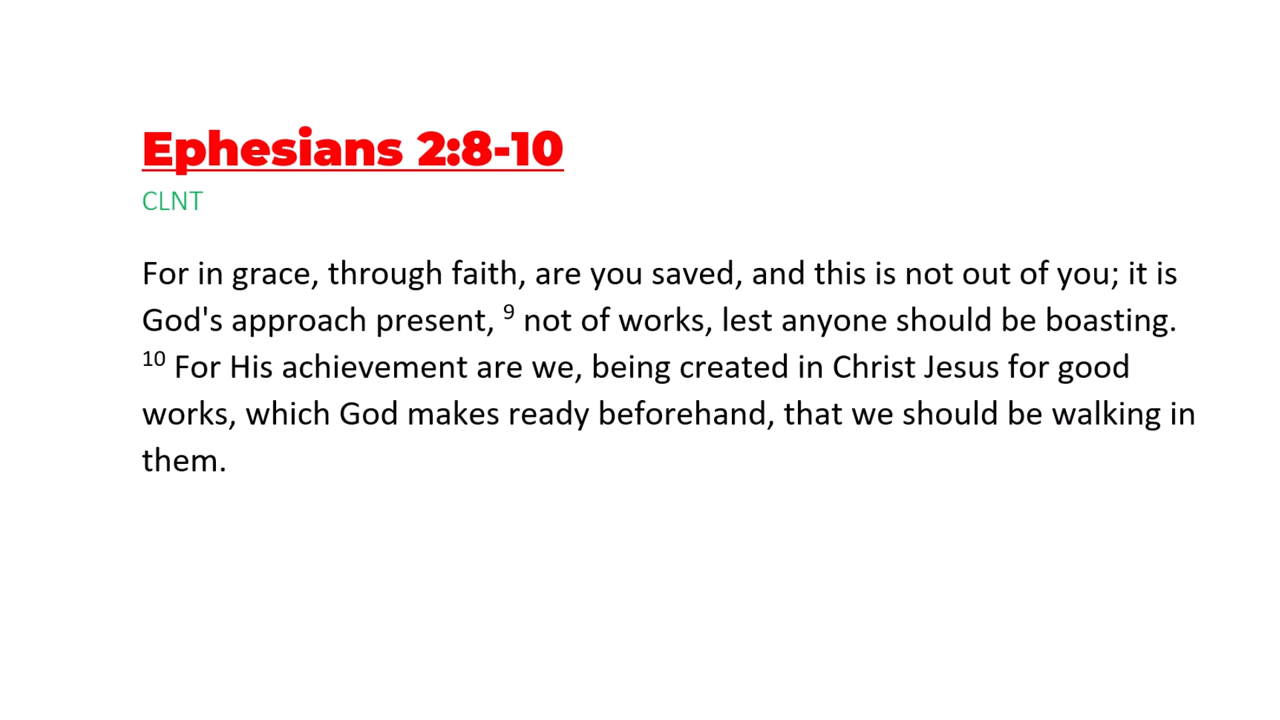 Ephesians 2:8-10
CLNT
For in grace, through faith, are you saved, and this is not out of you; it is
God's approach present, 9 not of works, lest anyone should be boasting.
10 For His achievement are we, being created in Christ Jesus for good
works, which God makes ready beforehand, that we should be walking in
them.